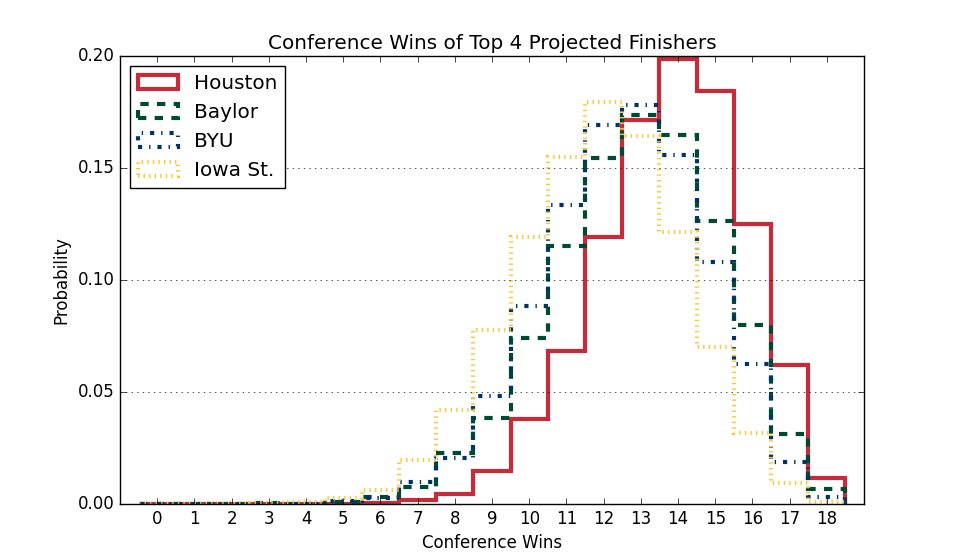 Conference Wins of Top 4 Projected Finishers
Houston
Baylor
BYU
Iowa St.
Probability
0.20
0.15
0.10
0.05
0.00
0 1 2 3 4 5 6 7 8 9 10 11 12 13 14 15 16 17 18
Conference Wins